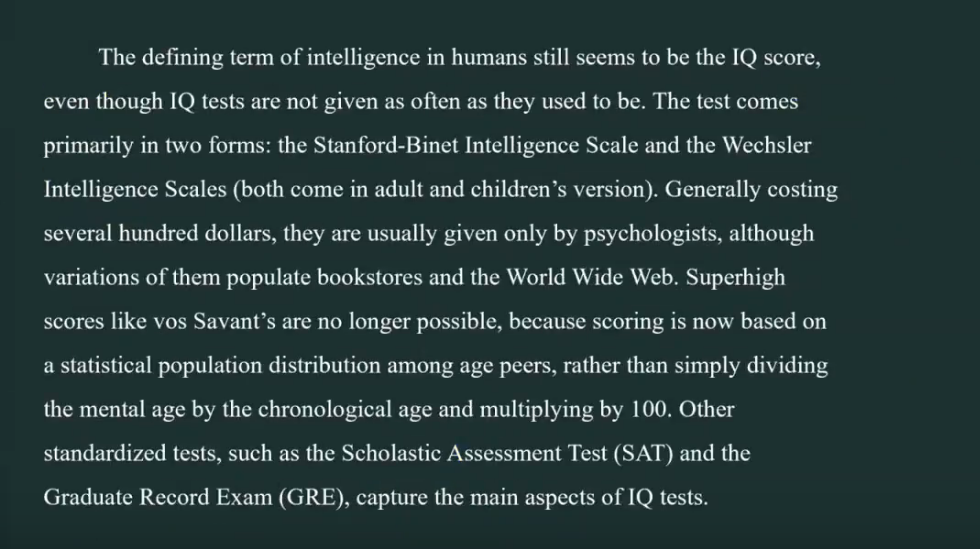 The defining term of intelligence in humans still seems to be the IQ score,
even though IQ tests are not given as often as they used to be. The test comes
primarily in two forms: the Stanford-Binet Intelligence Scale and the Wechsler
Intelligence Scales (both come in adult and children’s version). Generally costing
several hundred dollars, they are usually given only by psychologists, although
variations of them populate bookstores and the World Wide Web. Superhigh
scores like vos Savant’s are no longer possible, because scoring is now based on
a statistical population distribution among age peers, rather than simply dividing
the mental age by the chronological age and multiplying by 100. Other
standardized tests, such as the Scholastic Assessment Test (SAT) and the
Graduate Record Exam (GRE), capture the main aspects of IQ tests.